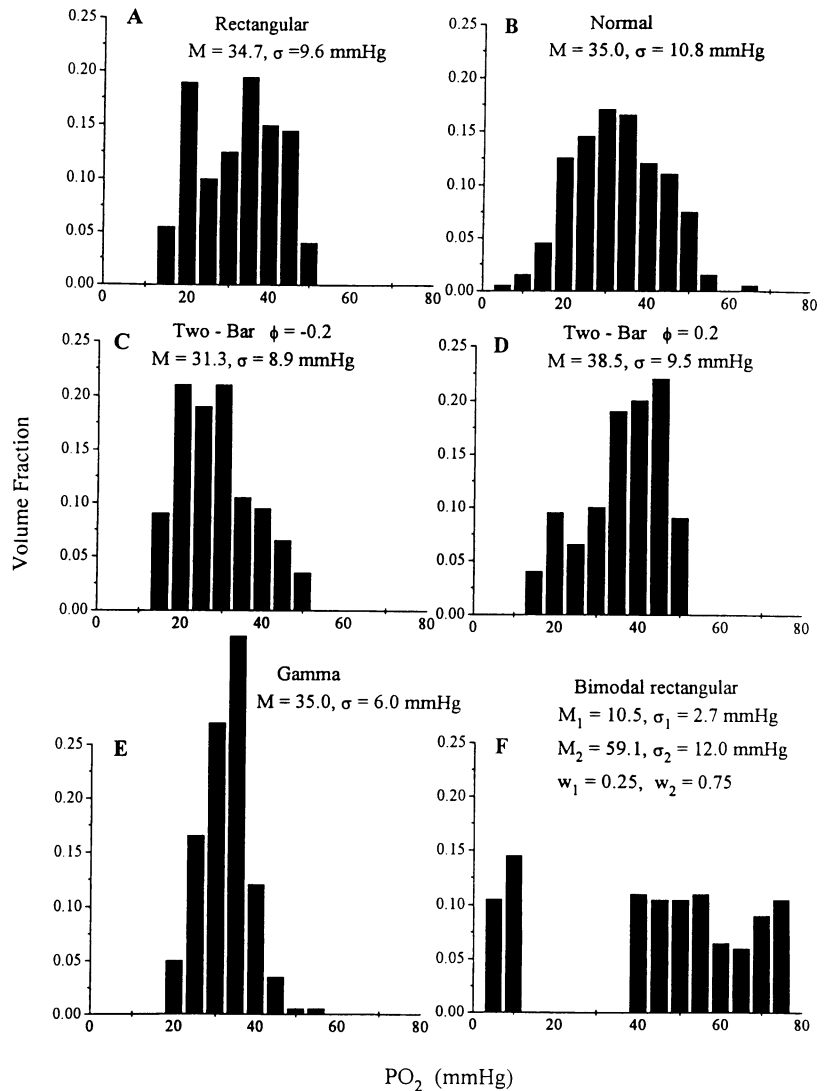 A
Rectangular
M = 34.7, σ =9.6 mmHg
0.25
0.20
0.15
0.10
0.05
0.00
0 20 40 60 80
B
Normal
M = 35.0, σ = 10.8 mmHg
0.25
0.20
0.15
0.10
0.05
0.00
0 20 40 60 80
C
Two - Bar ϕ = -0.2
M = 31.3, σ = 8.9 mmHg
0.25
0.20
0.15
0.10
0.05
0.00
0 20 40 60 80
D
Two - Bar ϕ = 0.2
M = 38.5, σ = 9.5 mmHg
0.25
0.20
0.15
0.10
0.05
0.00
0 20 40 60 80
Volume Fraction
E
Gamma
M = 35.0, σ = 6.0 mmHg
0.25
0.20
0.15
0.10
0.05
0.00
0 20 40 60 80
F
Bimodal rectangular
M₁ = 10.5, σ₁ = 2.7 mmHg
M₂ = 59.1, σ₂ = 12.0 mmHg
w₁ = 0.25, w₂ = 0.75
0.25
0.20
0.15
0.10
0.05
0.00
0 20 40 60 80
PO₂ (mmHg)